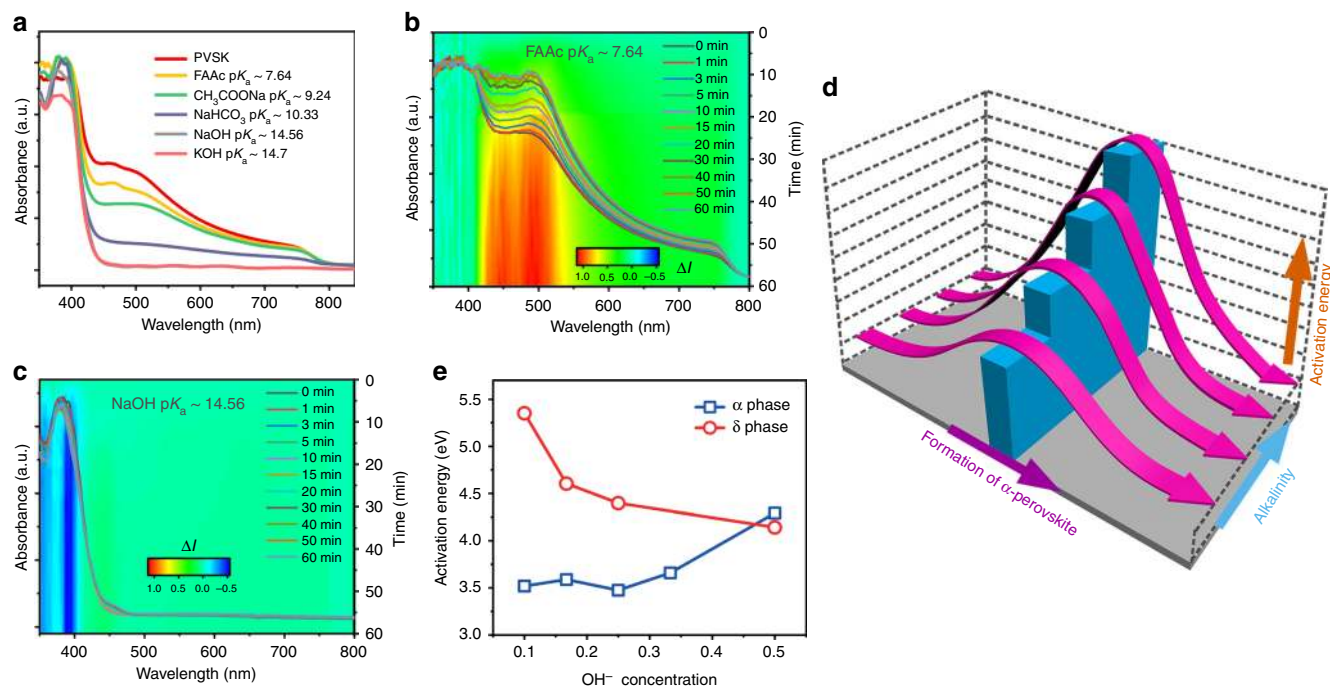 a
Absorbance (a.u.)
PVSK
FAAc pKa ~ 7.64
CH3COONa pKa ~ 9.24
NaHCO3 pKa ~ 10.33
NaOH pKa ~ 14.56
KOH pKa ~ 14.7
400 500 600 700 800
Wavelength (nm)
b
Absorbance (a.u.)
FAAc pKa ~ 7.64
0 min
1 min
3 min
5 min
10 min
15 min
20 min
30 min
40 min
50 min
60 min
1.0 0.5 0.0 −0.5
ΔI
0
10
20
30
40
50
60
Time (min)
400 500 600 700 800
Wavelength (nm)
c
Absorbance (a.u.)
NaOH pKa ~ 14.56
0 min
1 min
3 min
5 min
10 min
15 min
20 min
30 min
40 min
50 min
60 min
ΔI
1.0 0.5 0.0 −0.5
0
10
20
30
40
50
60
Time (min)
400 500 600 700 800
Wavelength (nm)
d
Formation of α-perovskite
Alkalinity
Activation energy
e
Activation energy (eV)
α phase
δ phase
5.5
5.0
4.5
4.0
3.5
3.0
0.1 0.2 0.3 0.4 0.5
OH− concentration